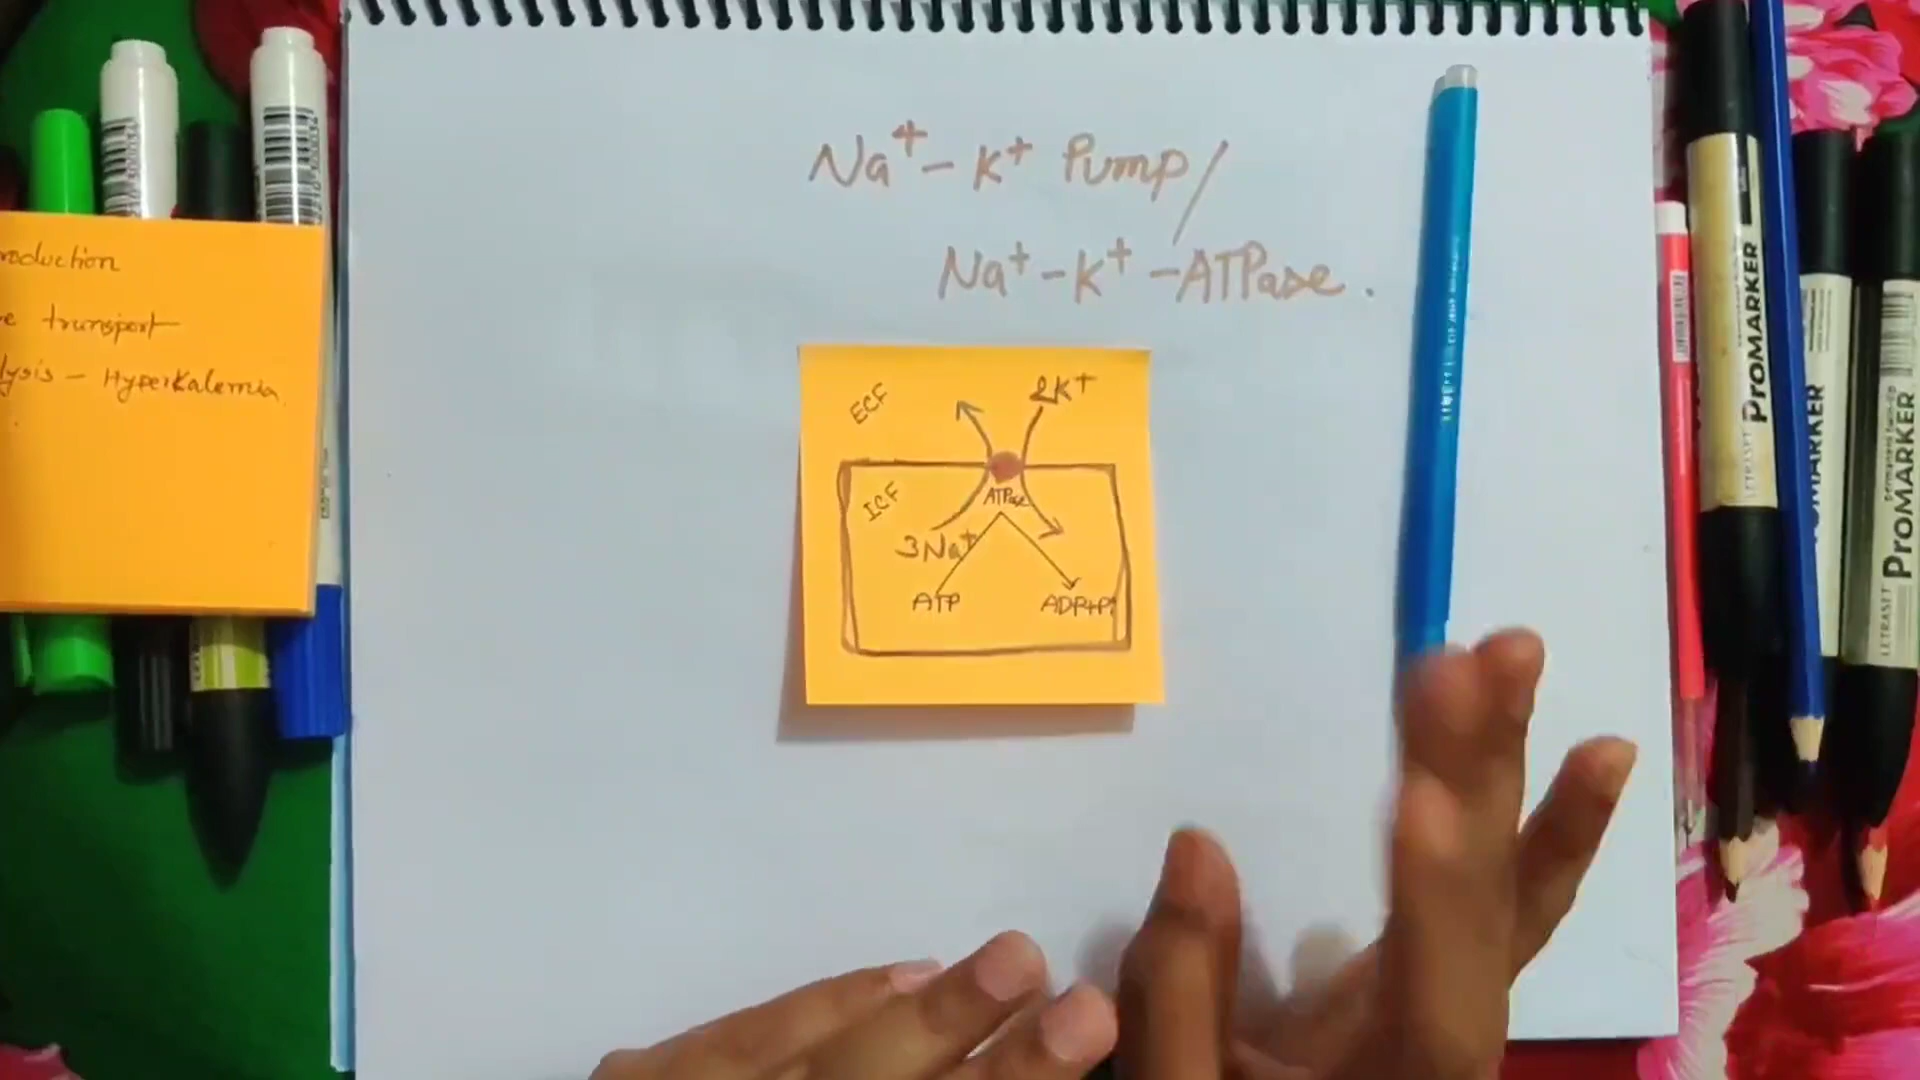 Na⁺ - K⁺ Pump/
Na⁺ - K⁺ - ATPase.
roduction
e transport
lysis - Hyperkalemia
ECF
2K⁺
ICF
ATPase
3Na⁺
ATP
ADP+Pi
PROMARKER
LETRASET
PROMARKER
LETRASET
PROMARKER